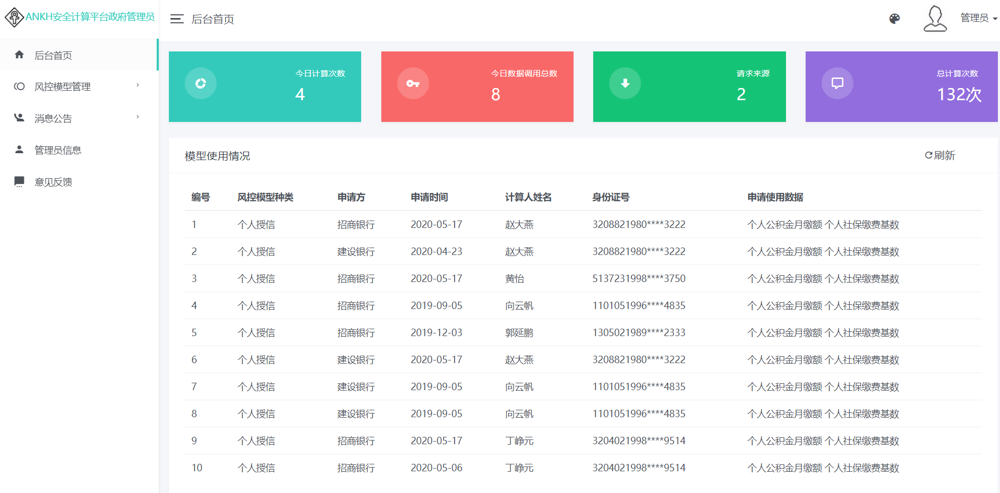 ANKH安全计算平台政府管理员
后台首页
管理员
后台首页
风控模型管理
消息公告
管理员信息
意见反馈
今日计算次数
4
今日数据调用总数
8
请求来源
2
总计算次数
132次
模型使用情况
刷新
编号 风控模型种类 申请方 申请时间 计算人姓名 身份证号 申请使用数据
1 个人授信 招商银行 2020-05-17 赵大燕 3208821980****3222 个人公积金月缴额 个人社保缴费基数
2 个人授信 建设银行 2020-04-23 赵大燕 3208821980****3222 个人公积金月缴额 个人社保缴费基数
3 个人授信 招商银行 2020-05-17 黄怡 5137231998****3750 个人公积金月缴额 个人社保缴费基数
4 个人授信 招商银行 2019-09-05 向云帆 1101051996****4835 个人公积金月缴额 个人社保缴费基数
5 个人授信 招商银行 2019-12-03 郭延鹏 1305021989****2333 个人公积金月缴额 个人社保缴费基数
6 个人授信 建设银行 2020-05-17 赵大燕 3208821980****3222 个人公积金月缴额 个人社保缴费基数
7 个人授信 建设银行 2019-09-05 向云帆 1101051996****4835 个人公积金月缴额 个人社保缴费基数
8 个人授信 建设银行 2019-09-05 向云帆 1101051996****4835 个人公积金月缴额 个人社保缴费基数
9 个人授信 招商银行 2020-05-17 丁峥元 3204021998****9514 个人公积金月缴额 个人社保缴费基数
10 个人授信 招商银行 2020-05-06 丁峥元 3204021998****9514 个人公积金月缴额 个人社保缴费基数